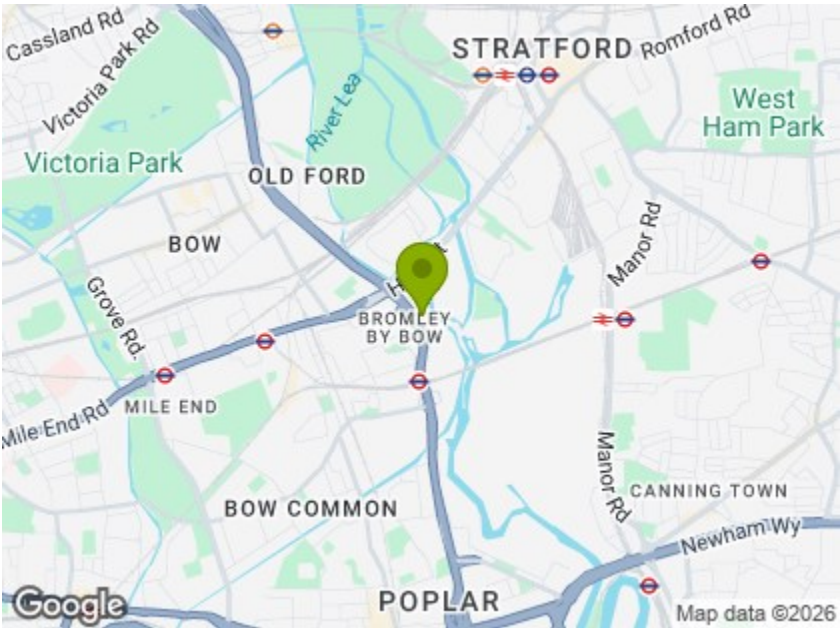 Cassland Rd
Victoria Park Rd
STRATFORD
Romford Rd
River Lea
West
Ham Park
Victoria Park
OLD FORD
BOW
Manor Rd
Grove Rd.
BROMLEY
BY BOW
MILE END
Mile End Rd
Manor Rd
CANNING TOWN
BOW COMMON
Newham Wy
POPLAR
Google
Map data ©2026